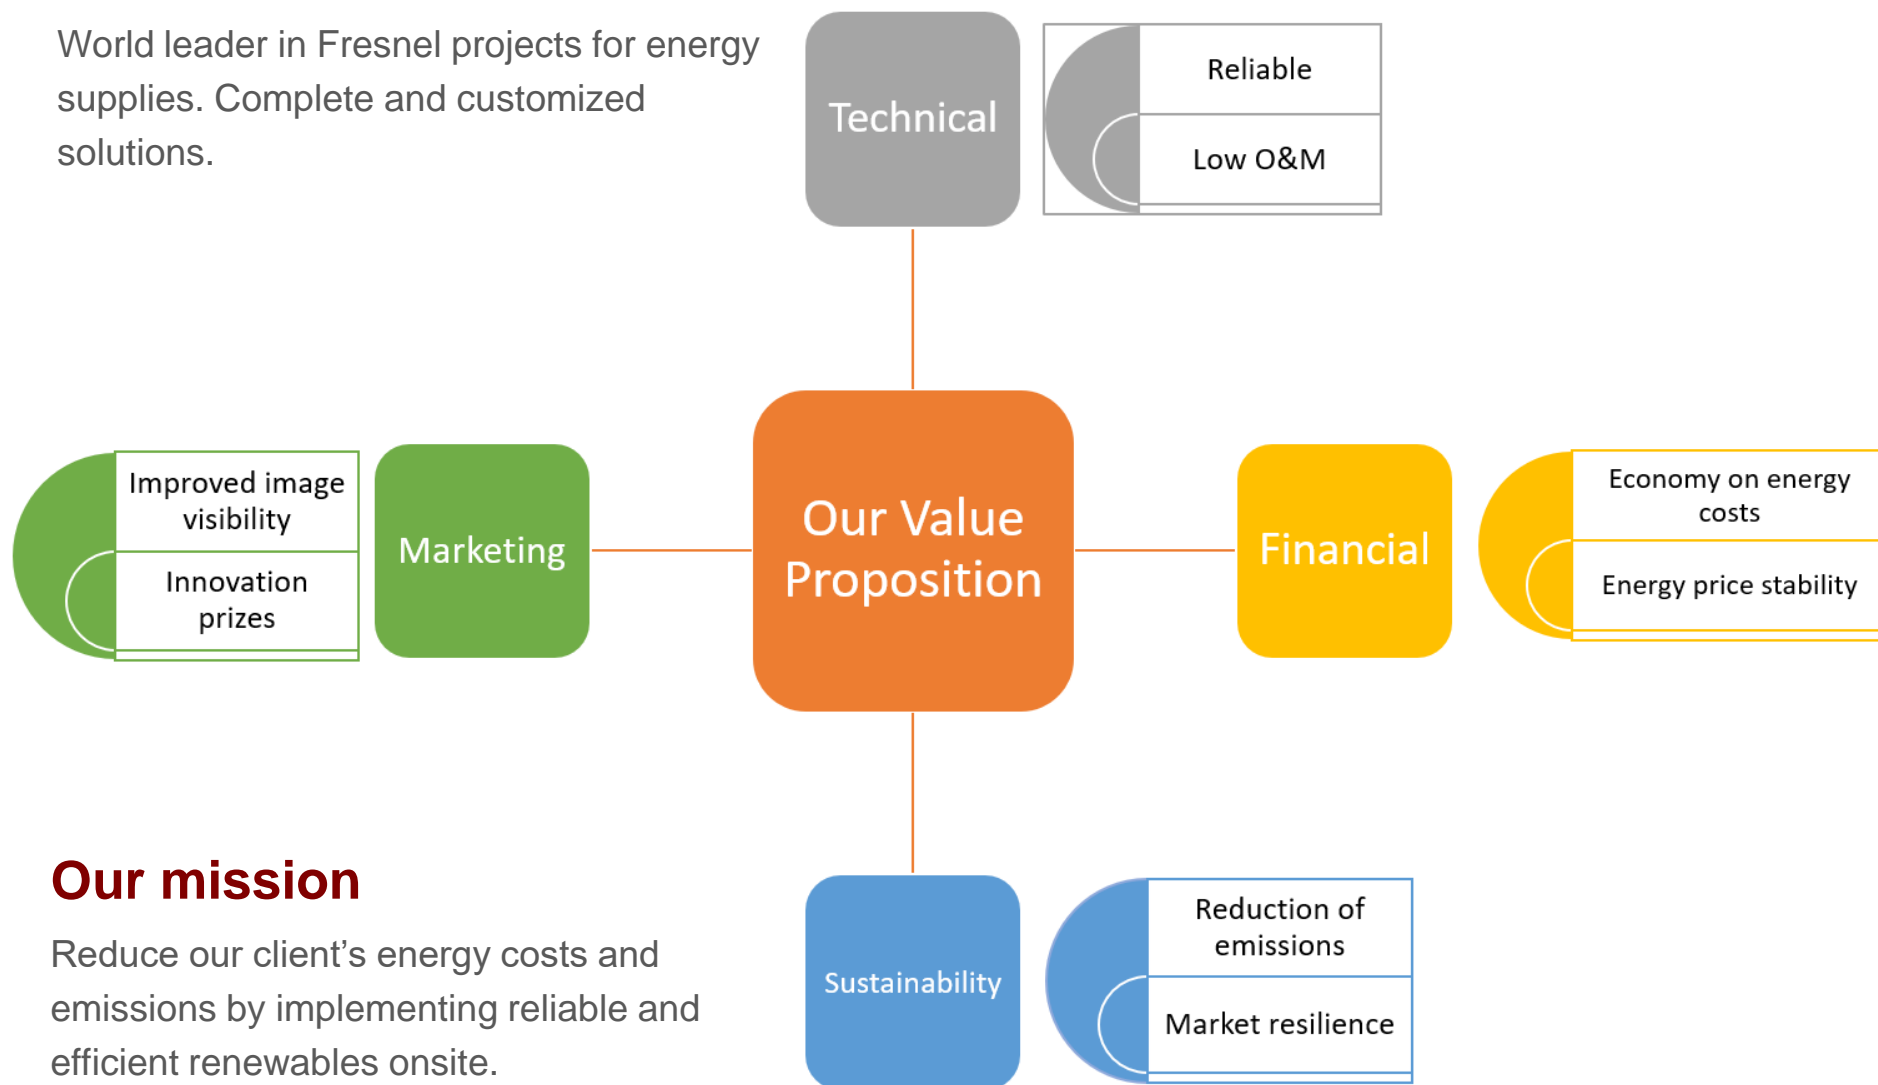 World leader in Fresnel projects for energy
supplies. Complete and customized
solutions.
Technical
Reliable
Low O&M
Improved image
visibility
Innovation
prizes
Marketing
Our Value
Proposition
Financial
Economy on energy
costs
Energy price stability
Our mission
Reduce our client’s energy costs and
emissions by implementing reliable and
efficient renewables onsite.
Sustainability
Reduction of
emissions
Market resilience